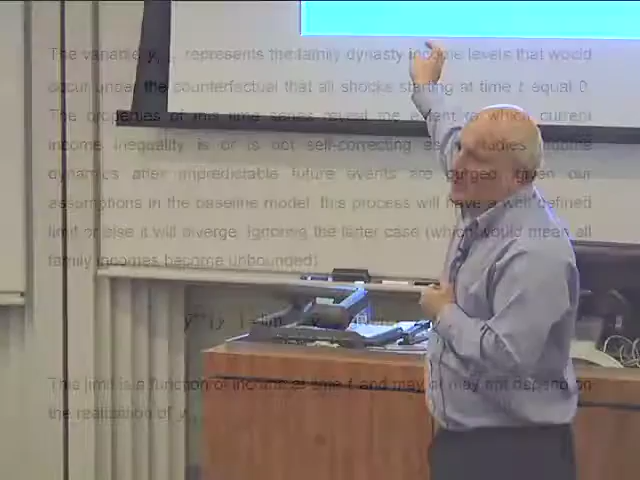 The variable y represents the family dynasty income levels that would
occur under the counterfactual that all shocks starting at time t equal 0.
The properties of this time series reveal the extent to which current
income inequality is or is not self-correcting as it studies income
dynamics after unpredictable future events are purged, given our
assumptions in the baseline model, this process will have a well defined
limit or else it will diverge. Ignoring the latter case (which would mean all
family incomes become unbounded)
This limit is a function of income at time t and may or may not depend on
the realization of y